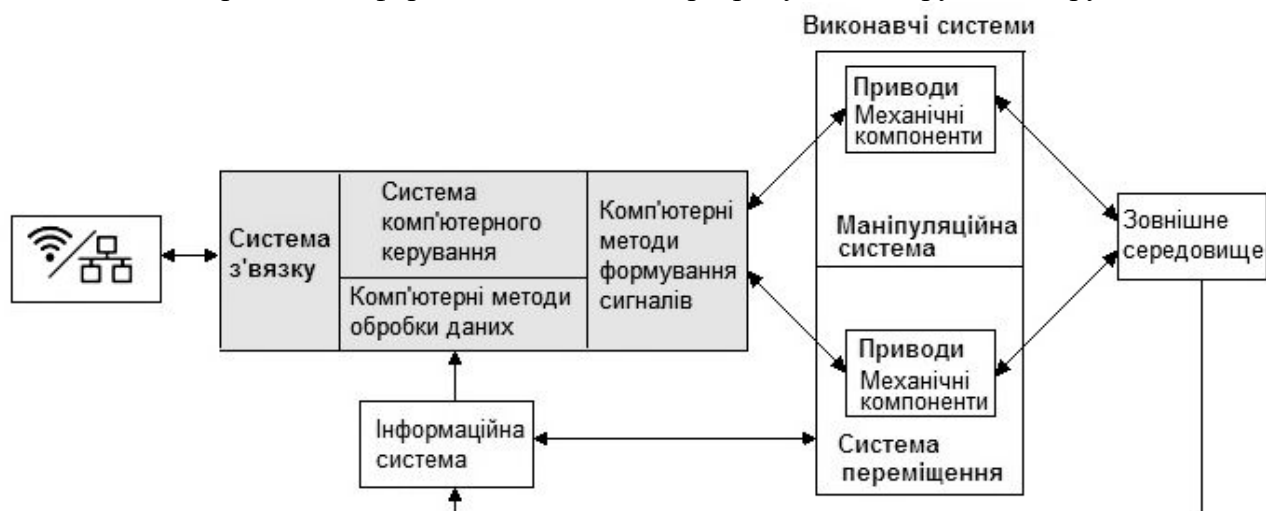 Виконавчі системи
Приводи
Механічні
компоненти
Маніпуляційна
система
Система
з'вязку
Система
комп'ютерного
керування
Комп'ютерні методи
обробки даних
Комп'ютерні
методи
формування
сигналів
Зовнішне
середовище
Приводи
Механічні
компоненти
Система
переміщення
Інформаційна
система